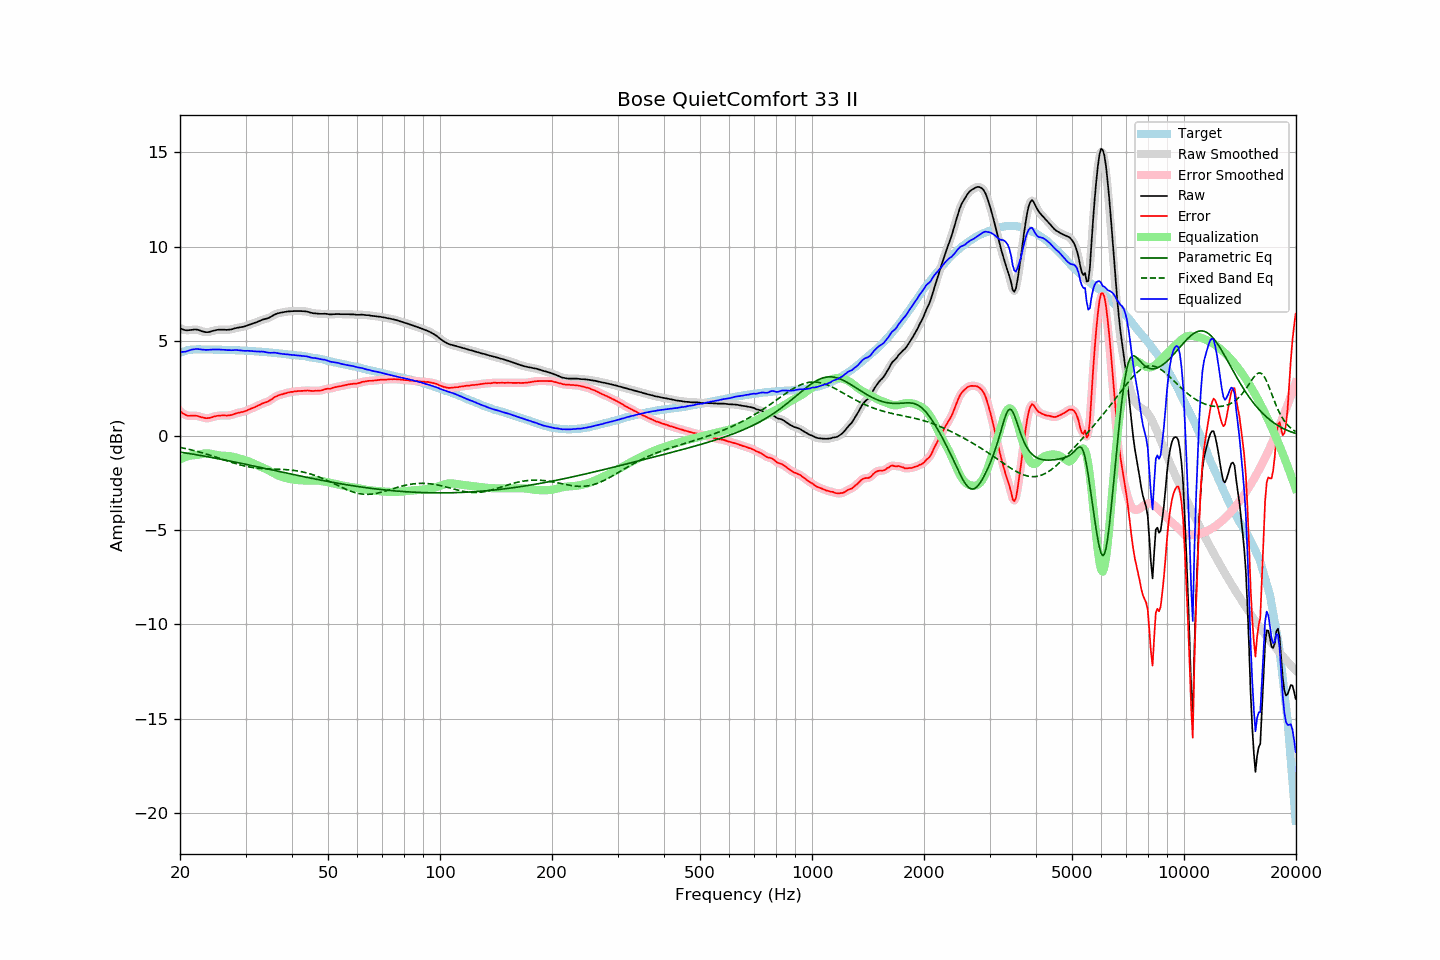 Bose QuietComfort 33 II
Target
Raw Smoothed
Error Smoothed
Raw
Error
Equalization
Parametric Eq
Fixed Band Eq
Equalized
15
10
5
0
−5
−10
−15
−20
Amplitude (dBr)
20 50 100 200 500 1000 2000 5000 10000 20000
Frequency (Hz)